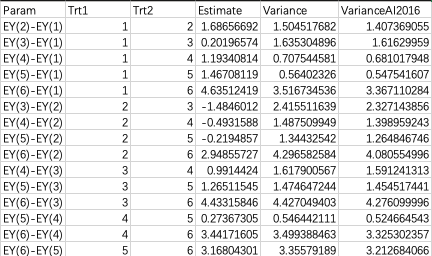 Param Trt1 Trt2 Estimate Variance VarianceAI2016
EY(2)-EY(1) 1 2 1.68656692 1.504517682 1.407369055
EY(3)-EY(1) 1 3 0.20196574 1.635304896 1.61629959
EY(4)-EY(1) 1 4 1.19340814 0.707544581 0.681017948
EY(5)-EY(1) 1 5 1.46708119 0.56402326 0.547541607
EY(6)-EY(1) 1 6 4.63512419 3.516734536 3.367110284
EY(3)-EY(2) 2 3 -1.4846012 2.415511639 2.327143856
EY(4)-EY(2) 2 4 -0.4931588 1.487509949 1.398959243
EY(5)-EY(2) 2 5 -0.2194857 1.34432542 1.264846746
EY(6)-EY(2) 2 6 2.94855727 4.296582584 4.080554996
EY(4)-EY(3) 3 4 0.9914424 1.617900567 1.591241313
EY(5)-EY(3) 3 5 1.26511545 1.474647244 1.454517441
EY(6)-EY(3) 3 6 4.43315846 4.427049403 4.276099996
EY(5)-EY(4) 4 5 0.27367305 0.546442111 0.524664543
EY(6)-EY(4) 4 6 3.44171605 3.499388463 3.325302357
EY(6)-EY(5) 5 6 3.16804301 3.35579189 3.212684066